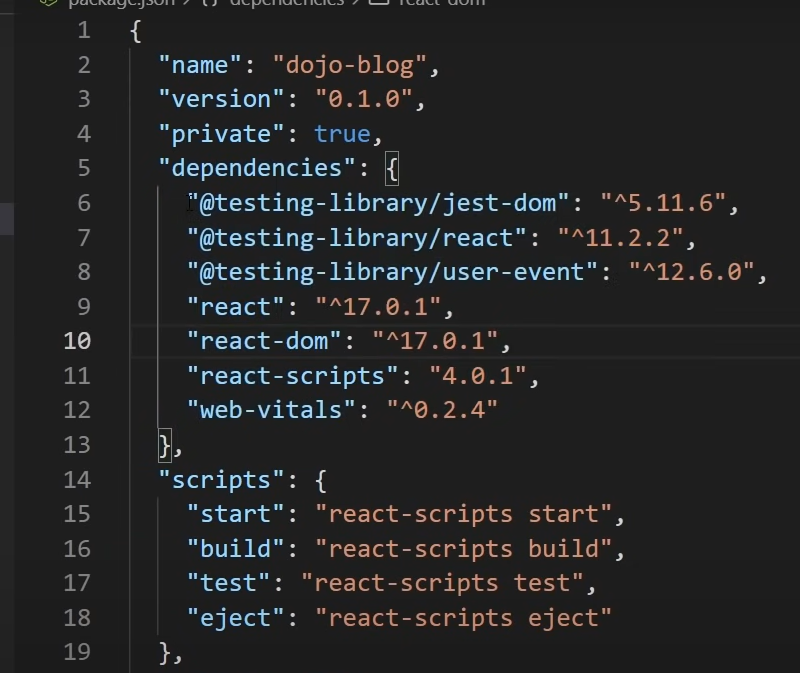 package.json > {} dependencies > react-dom
1 {
2 "name": "dojo-blog",
3 "version": "0.1.0",
4 "private": true,
5 "dependencies": {
6 "@testing-library/jest-dom": "^5.11.6",
7 "@testing-library/react": "^11.2.2",
8 "@testing-library/user-event": "^12.6.0",
9 "react": "^17.0.1",
10 "react-dom": "^17.0.1",
11 "react-scripts": "4.0.1",
12 "web-vitals": "^0.2.4"
13 },
14 "scripts": {
15 "start": "react-scripts start",
16 "build": "react-scripts build",
17 "test": "react-scripts test",
18 "eject": "react-scripts eject"
19 },